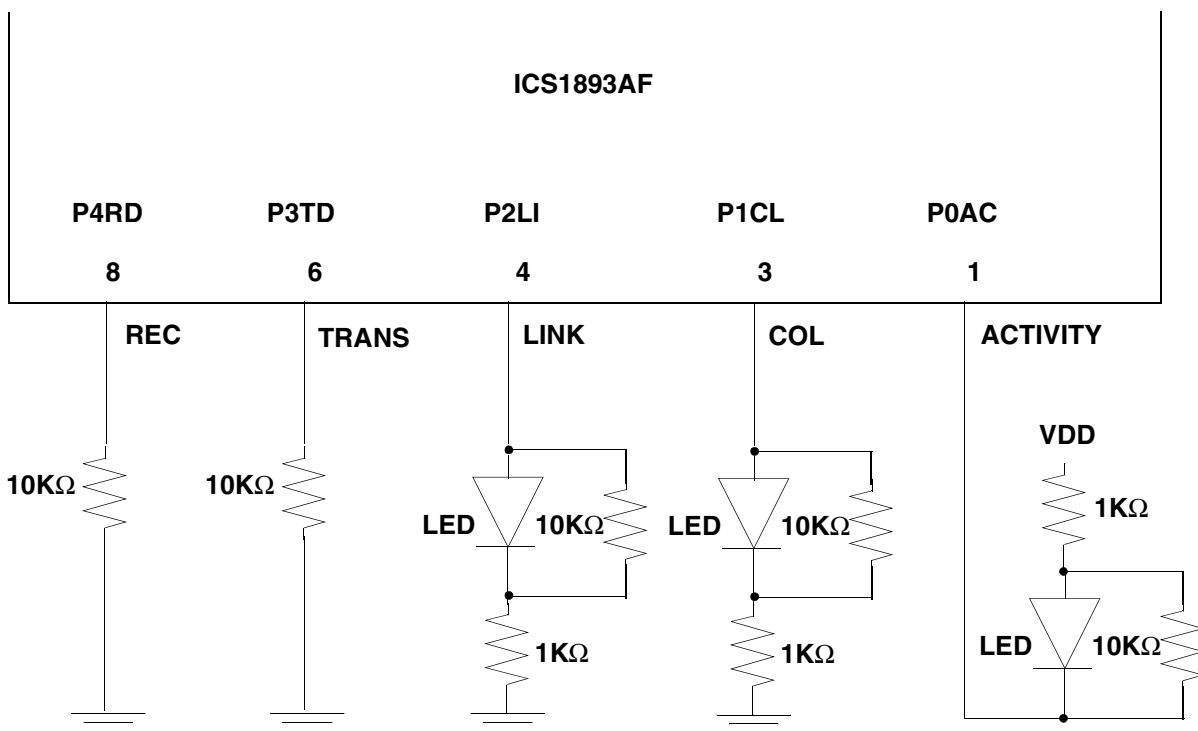 ICS1893AF
P4RD P3TD P2LI P1CL P0AC
8 6 4 3 1
REC TRANS LINK COL ACTIVITY
VDD
10KΩ 10KΩ 1KΩ
LED 10KΩ LED 10KΩ
1KΩ 1KΩ LED 10KΩ